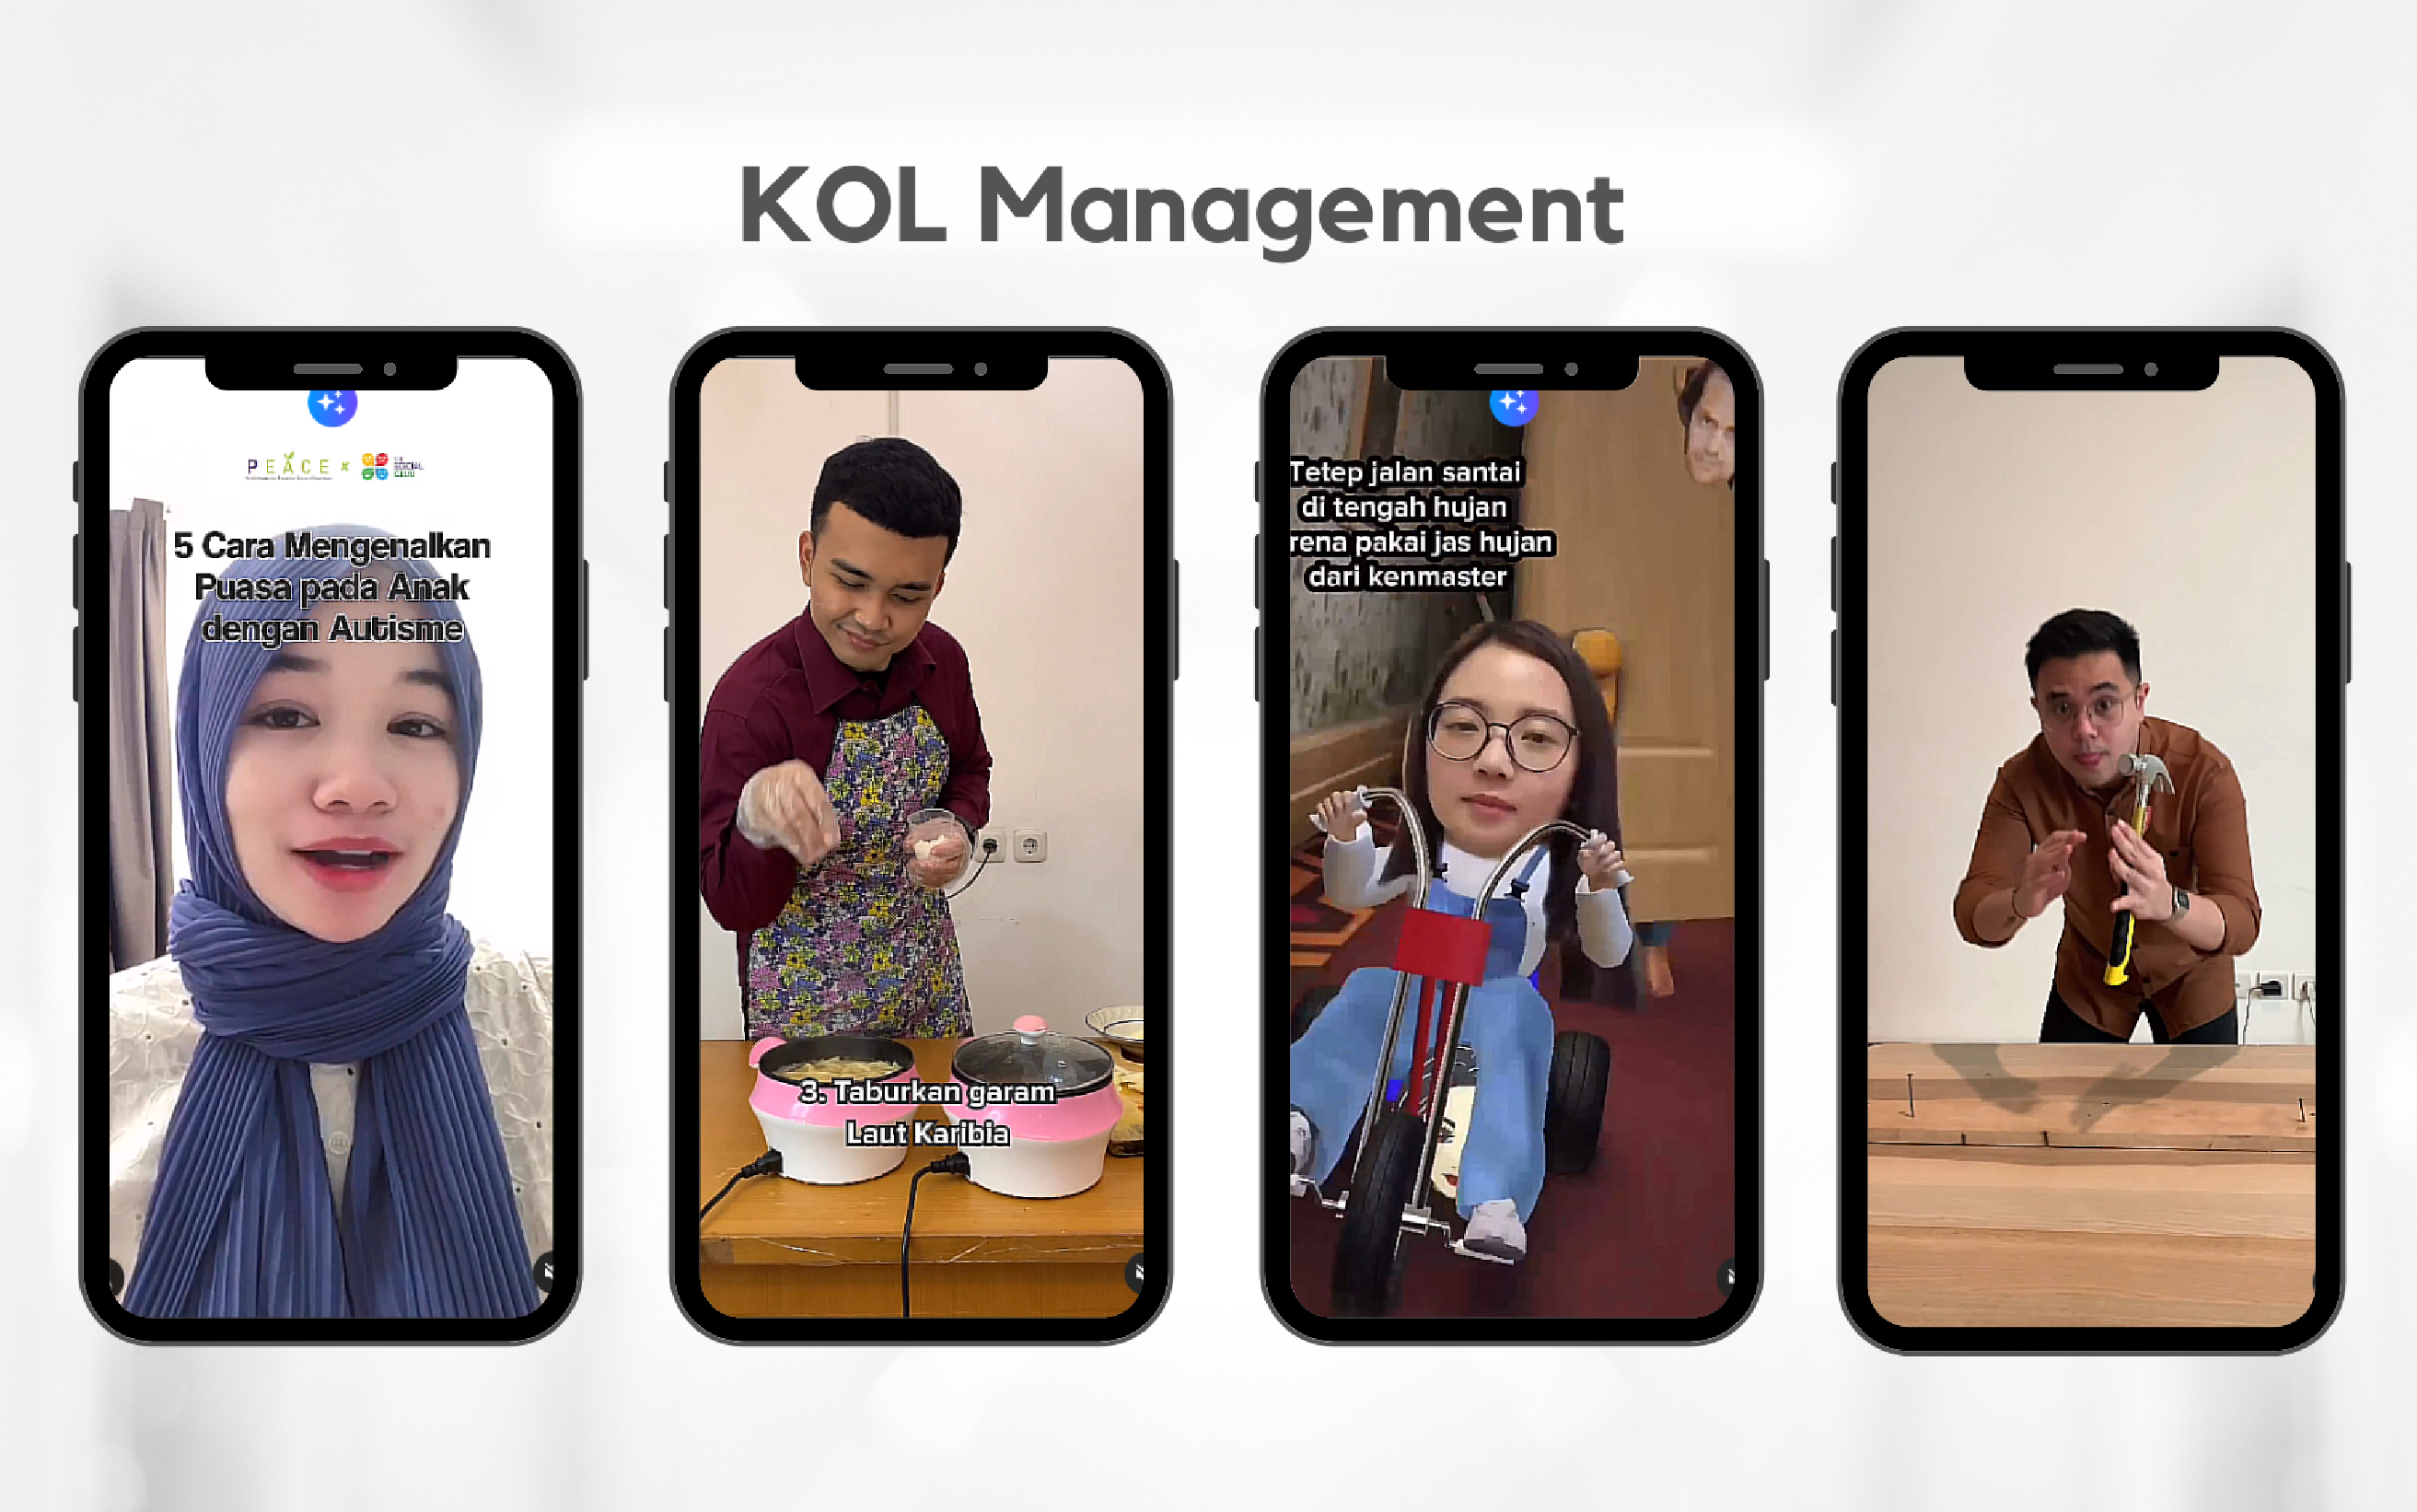 KOL Management
PEACE x
5 Cara Mengenalkan
Puasa pada Anak
dengan Autisme
3. Taburkan garam
Laut Karibia
Tetep jalan santai
di tengah hujan
rena pakai jas hujan
dari kenmaster